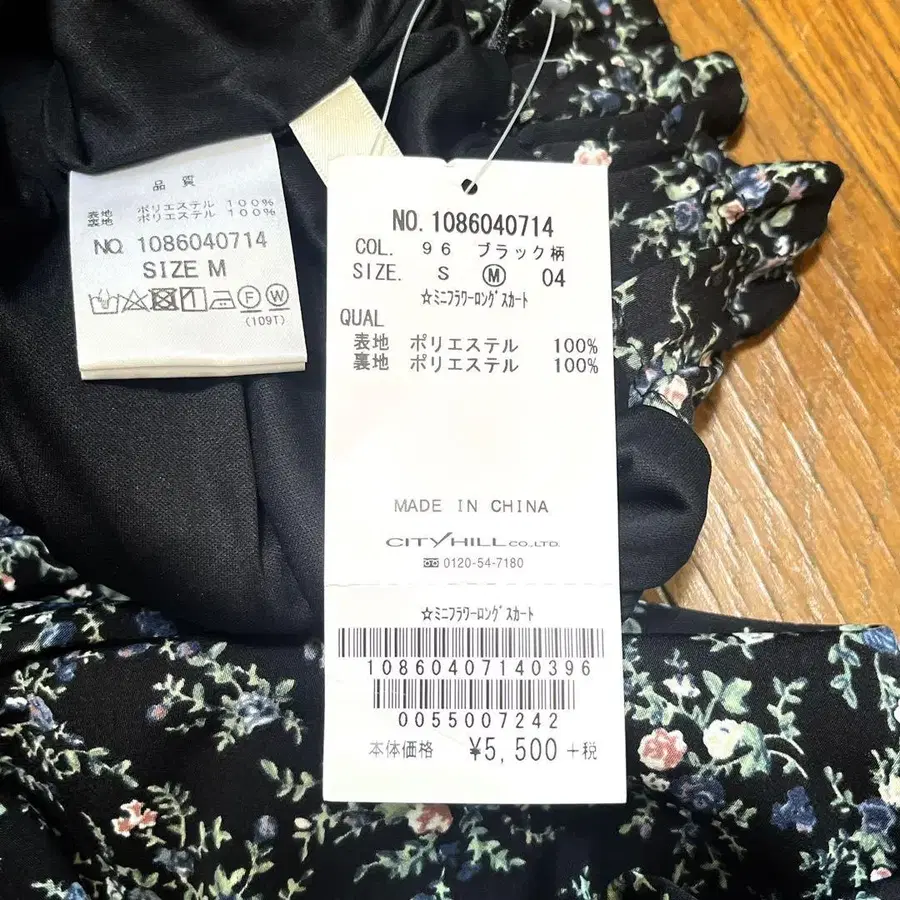 品質
表地 ポリエステル 100%
裏地 ポリエステル 100%
NO. 1086040714
SIZE M
F W
(109T)
NO. 1086040714
COL. 96 ブラック柄
SIZE. S Ⓜ 04
☆ミニフラワーロングスカート
QUAL
表地 ポリエステル 100%
裏地 ポリエステル 100%
MADE IN CHINA
CITY HILL CO.,LTD.
0120-54-7180
☆ミニフラワーロングスカート
10860407140396
0055007242
本体価格 ¥5,500 +税